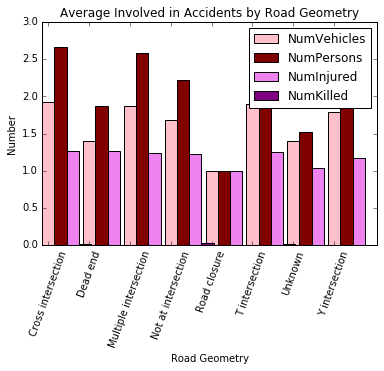 Average Involved in Accidents by Road Geometry
3.0
2.5
2.0
1.5
1.0
0.5
0.0
Number
NumVehicles
NumPersons
NumInjured
NumKilled
Cross intersection
Dead end
Multiple intersection
Not at intersection
Road closure
T intersection
Unknown
Y intersection
Road Geometry